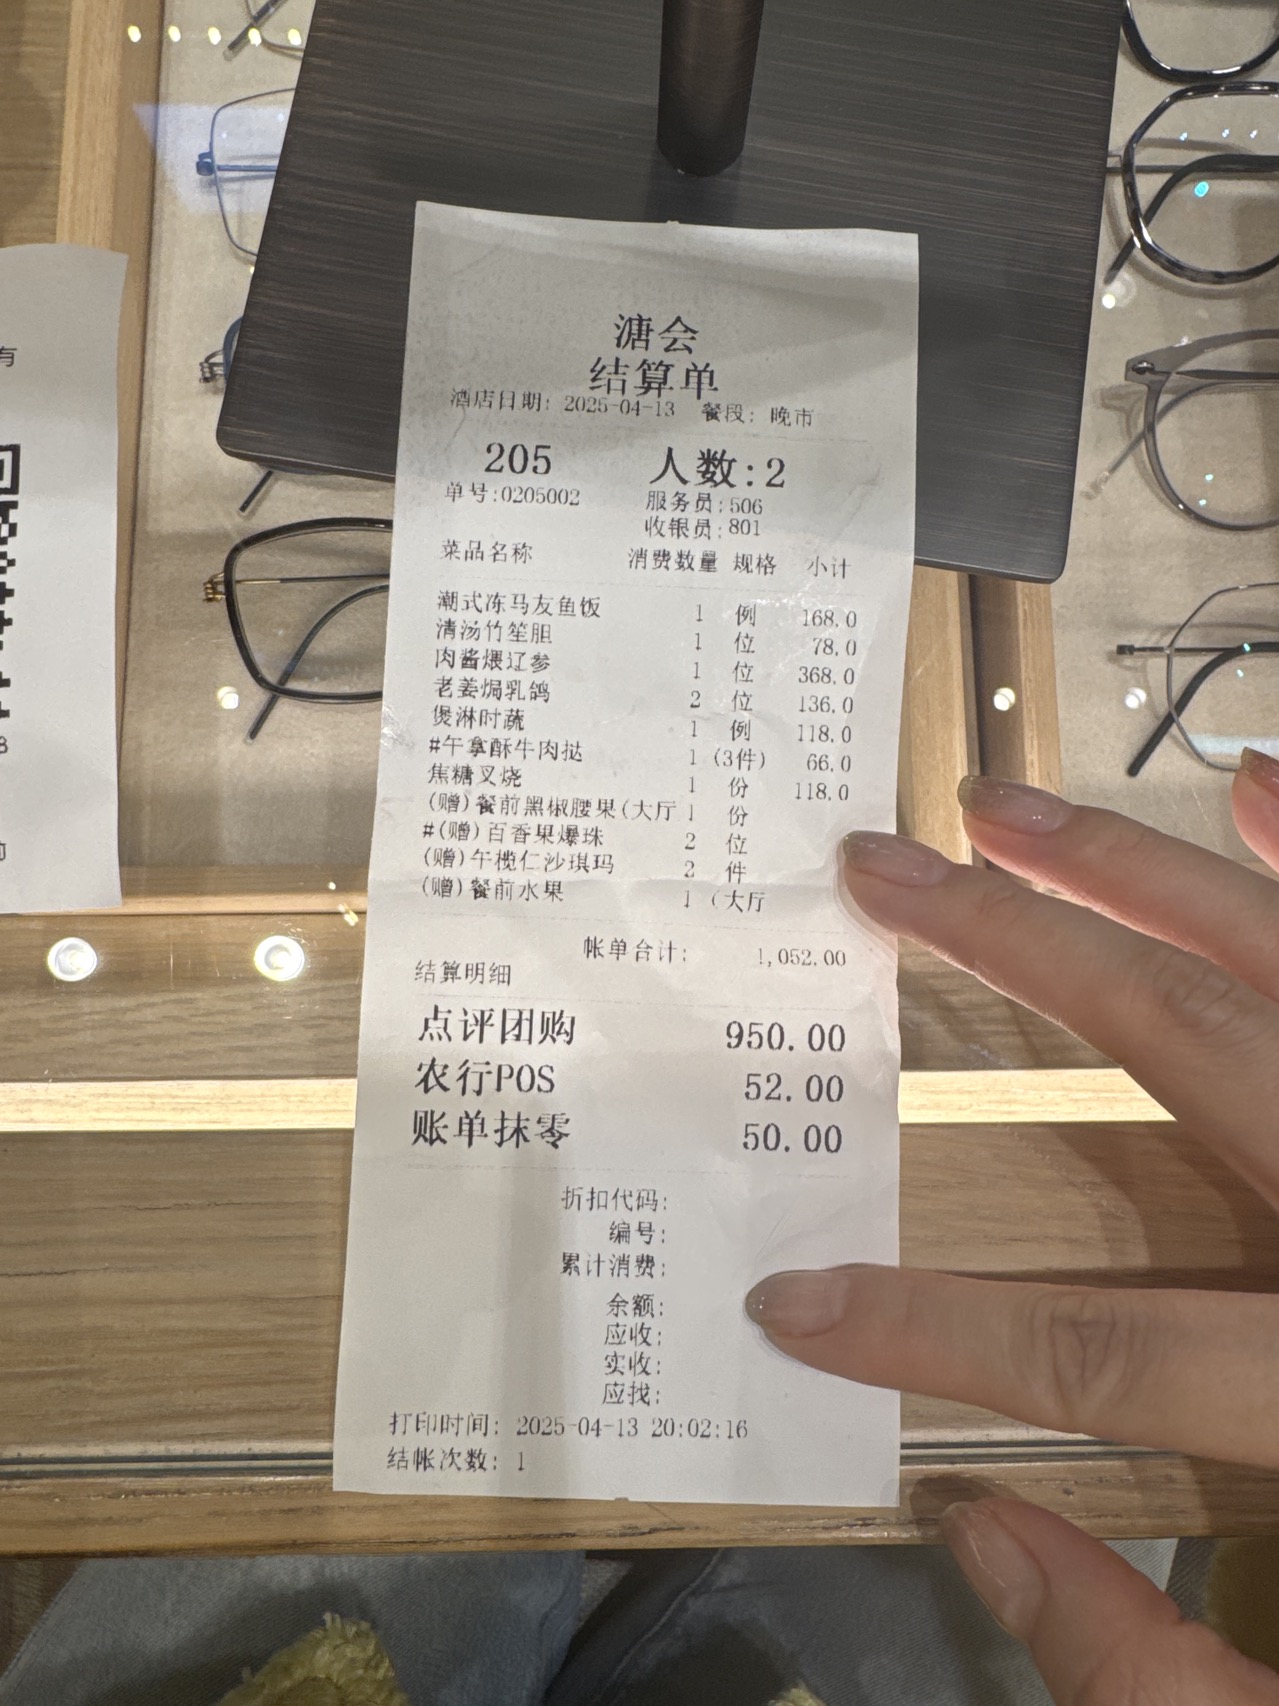 溏会
结算单
酒店日期: 2025-04-13 餐段: 晚市
205 人数:2
单号:0205002 服务员:506
收银员:801
菜品名称 消费数量 规格 小计
潮式冻马友鱼饭 1 例 168.0
清汤竹笙胆 1 位 78.0
肉酱煨辽参 1 位 368.0
老姜焗乳鸽 2 位 136.0
煲淋时蔬 1 例 118.0
#午拿酥牛肉挞 1 (3件) 66.0
焦糖叉烧 1 份 118.0
(赠)餐前黑椒腰果(大厅 1 份
#(赠)百香果爆珠 2 位
(赠)午榄仁沙琪玛 2 件
(赠)餐前水果 1 (大厅
帐单合计: 1,052.00
结算明细
点评团购 950.00
农行POS 52.00
账单抹零 50.00
折扣代码:
编号:
累计消费:
余额:
应收:
实收:
应找:
打印时间: 2025-04-13 20:02:16
结帐次数: 1
有
8